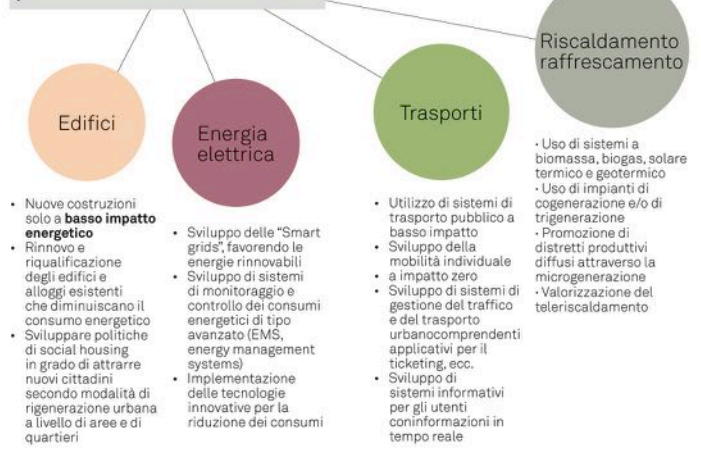 Edifici
• Nuove costruzioni
solo a basso impatto
energetico
• Rinnovo e
riqualificazione
degli edifici e
alloggi esistenti
che diminuiscano il
consumo energetico
• Sviluppare politiche
di social housing
in grado di attrarre
nuovi cittadini
secondo modalità di
rigenerazione urbana
a livello di aree e di
quartieri
Energia
elettrica
• Sviluppo delle “Smart
grids”, favorendo le
energie rinnovabili
• Sviluppo di sistemi
di monitoraggio e
controllo dei consumi
energetici di tipo
avanzato (EMS,
energy management
systems)
• Implementazione
delle tecnologie
innovative per la
riduzione dei consumi
Trasporti
• Utilizzo di sistemi di
trasporto pubblico a
basso impatto
• Sviluppo della
mobilità individuale
• a impatto zero
• Sviluppo di sistemi di
gestione del traffico
e del trasporto
urbanocomprendenti
applicativi per il
ticketing, ecc.
• Sviluppo di
sistemi informativi
per gli utenti
coninformazioni in
tempo reale
Riscaldamento
raffrescamento
· Uso di sistemi a
biomassa, biogas, solare
termico e geotermico
· Uso di impianti di
cogenerazione e/o di
trigenerazione
· Promozione di
distretti produttivi
diffusi attraverso la
microgenerazione
· Valorizzazione del
teleriscaldamento